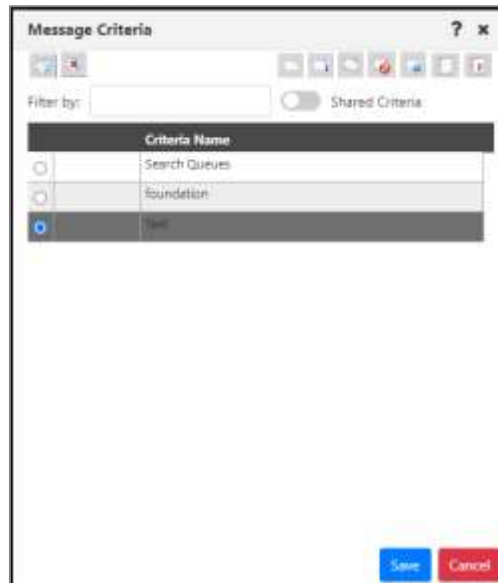 Message Criteria ? ×
Filter by: Shared Criteria
Criteria Name
Search Queues
foundation
Test
Save Cancel